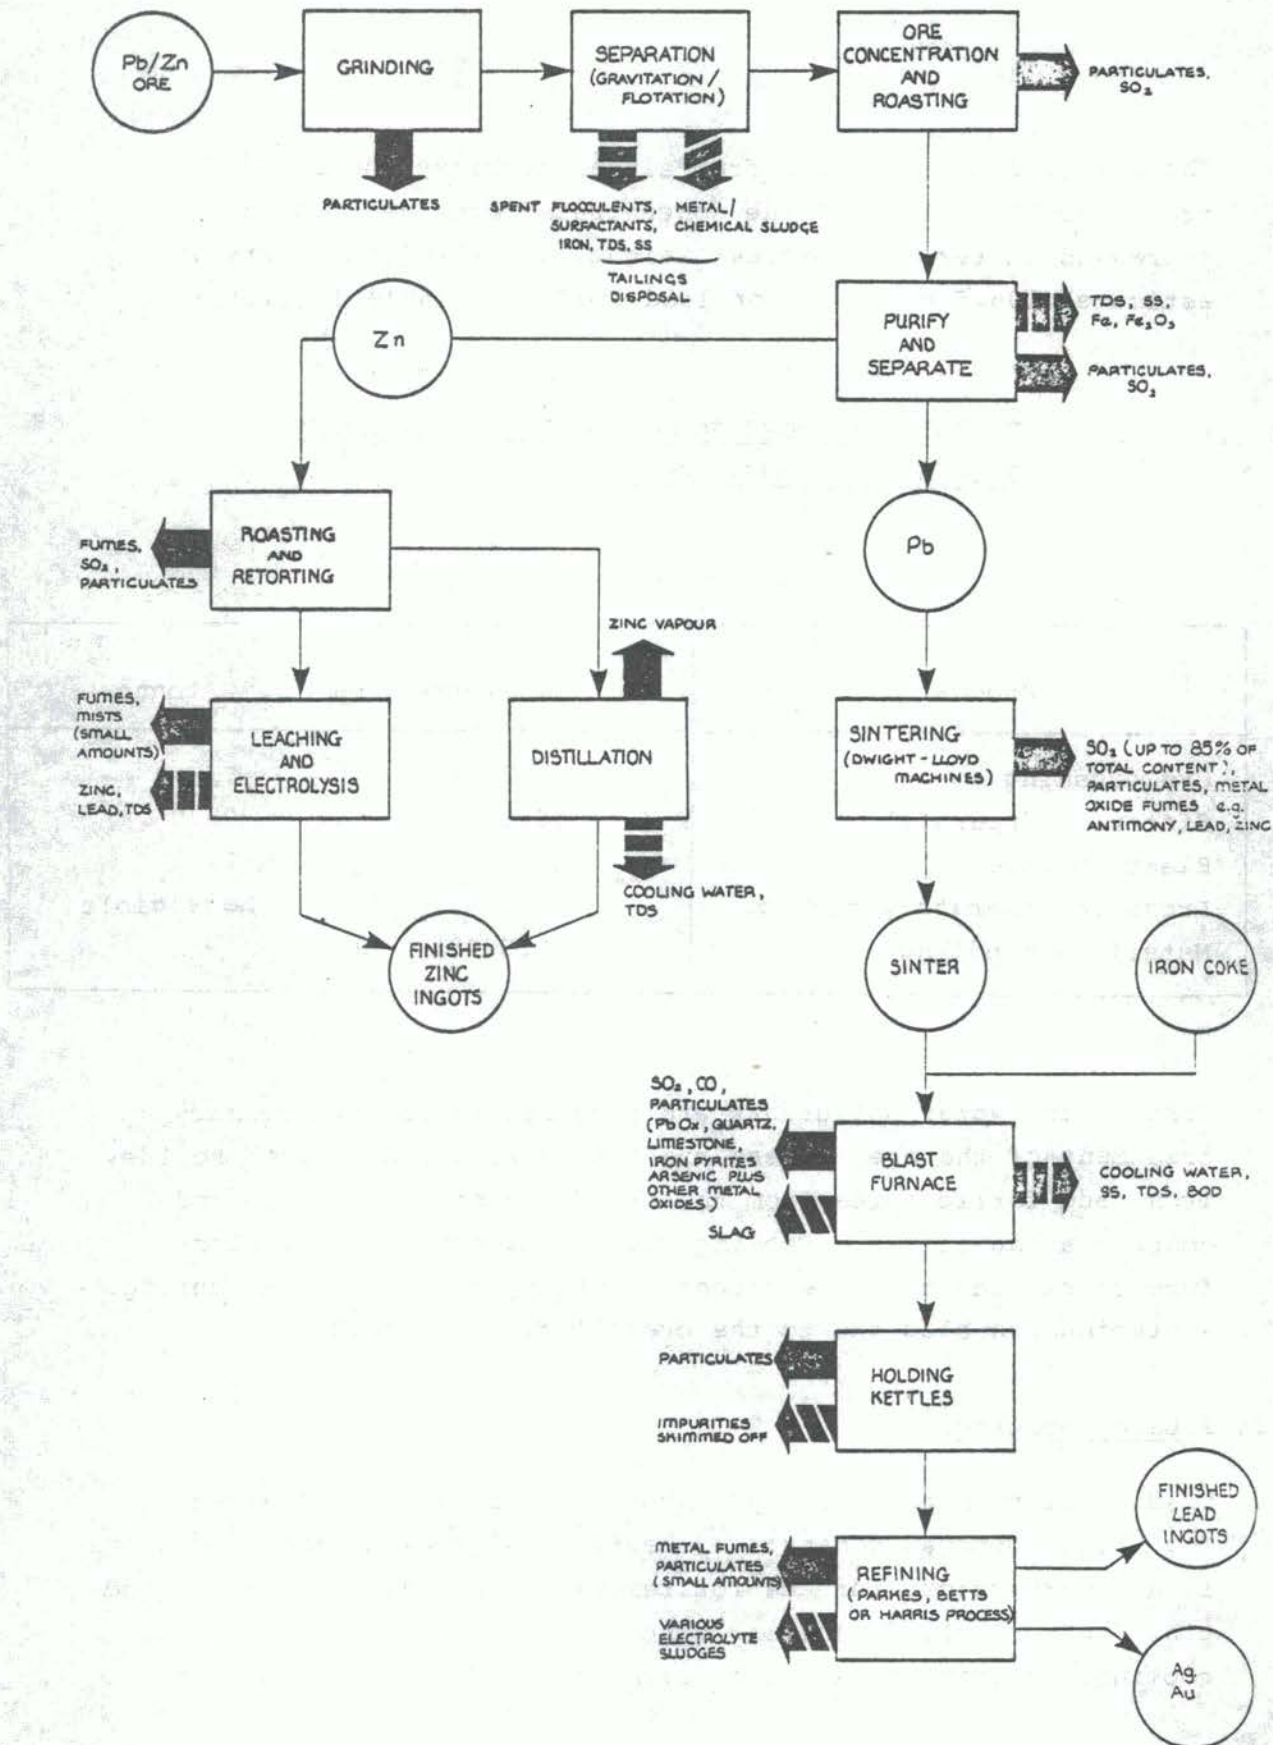 Pb/Zn
ORE
GRINDING
SEPARATION
(GRAVITATION /
FLOTATION)
ORE
CONCENTRATION
AND
ROASTING
PARTICULATES,
SO₂
PARTICULATES
SPENT FLOCCULENTS,
SURFACTANTS,
IRON, TDS, SS
METAL/
CHEMICAL SLUDGE
TAILINGS
DISPOSAL
Zn
PURIFY
AND
SEPARATE
TDS, SS,
Fe, Fe₂O₃
PARTICULATES,
SO₂
ROASTING
AND
RETORTING
FUMES,
SO₂,
PARTICULATES
Pb
ZINC VAPOUR
FUMES,
MISTS
(SMALL
AMOUNTS)
ZINC,
LEAD, TDS
LEACHING
AND
ELECTROLYSIS
DISTILLATION
SINTERING
(DWIGHT - LLOYD
MACHINES)
SO₂ (UP TO 85% OF
TOTAL CONTENT),
PARTICULATES, METAL
OXIDE FUMES e.g.
ANTIMONY, LEAD, ZINC
COOLING WATER,
TDS
FINISHED
ZINC
INGOTS
SINTER
IRON COKE
SO₂, CO,
PARTICULATES
(PbOx, QUARTZ,
LIMESTONE,
IRON PYRITES
ARSENIC PLUS
OTHER METAL
OXIDES)
SLAG
BLAST
FURNACE
COOLING WATER,
SS, TDS, BOD
PARTICULATES
IMPURITIES
SKIMMED OFF
HOLDING
KETTLES
METAL FUMES,
PARTICULATES
(SMALL AMOUNTS)
VARIOUS
ELECTROLYTE
SLUDGES
REFINING
(PARKES, BETTS
OR HARRIS PROCESS)
FINISHED
LEAD
INGOTS
Ag
Au